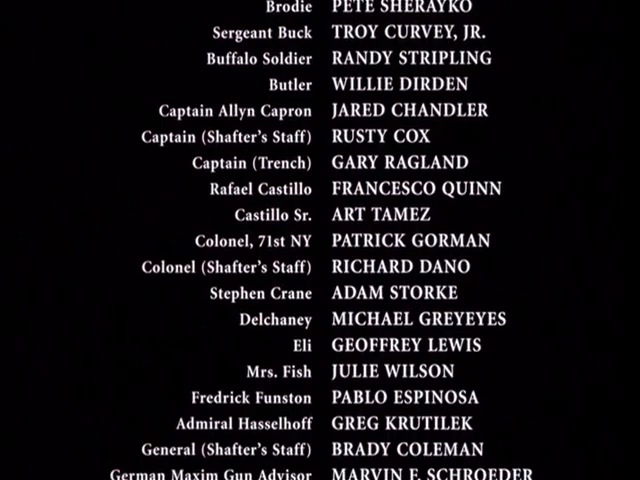 Brodie PETE SHERAYKO
Sergeant Buck TROY CURVEY, JR.
Buffalo Soldier RANDY STRIPLING
Butler WILLIE DIRDEN
Captain Allyn Capron JARED CHANDLER
Captain (Shafter's Staff) RUSTY COX
Captain (Trench) GARY RAGLAND
Rafael Castillo FRANCESCO QUINN
Castillo Sr. ART TAMEZ
Colonel, 71st NY PATRICK GORMAN
Colonel (Shafter's Staff) RICHARD DANO
Stephen Crane ADAM STORKE
Delchaney MICHAEL GREYEYES
Eli GEOFFREY LEWIS
Mrs. Fish JULIE WILSON
Fredrick Funston PABLO ESPINOSA
Admiral Hasselhoff GREG KRUTILEK
General (Shafter's Staff) BRADY COLEMAN
German Maxim Gun Advisor MARVIN F. SCHROEDER